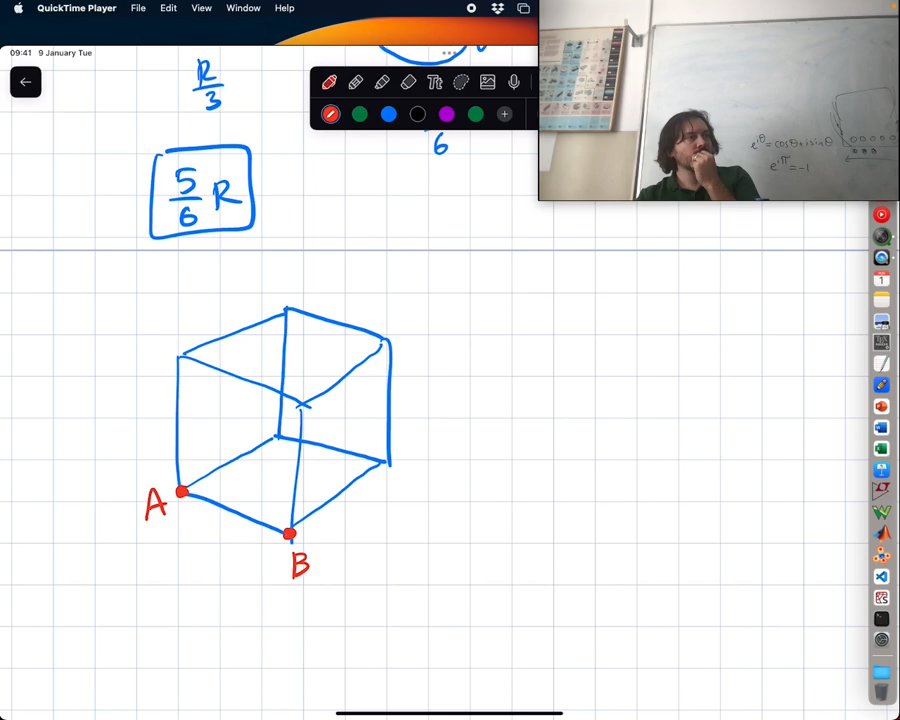 QuickTime Player File Edit View Window Help
09:41 9 January Tue
R
3
6
5
6
R
A
B
e^{iθ} = cosθ + i sinθ
e^{iπ} = -1